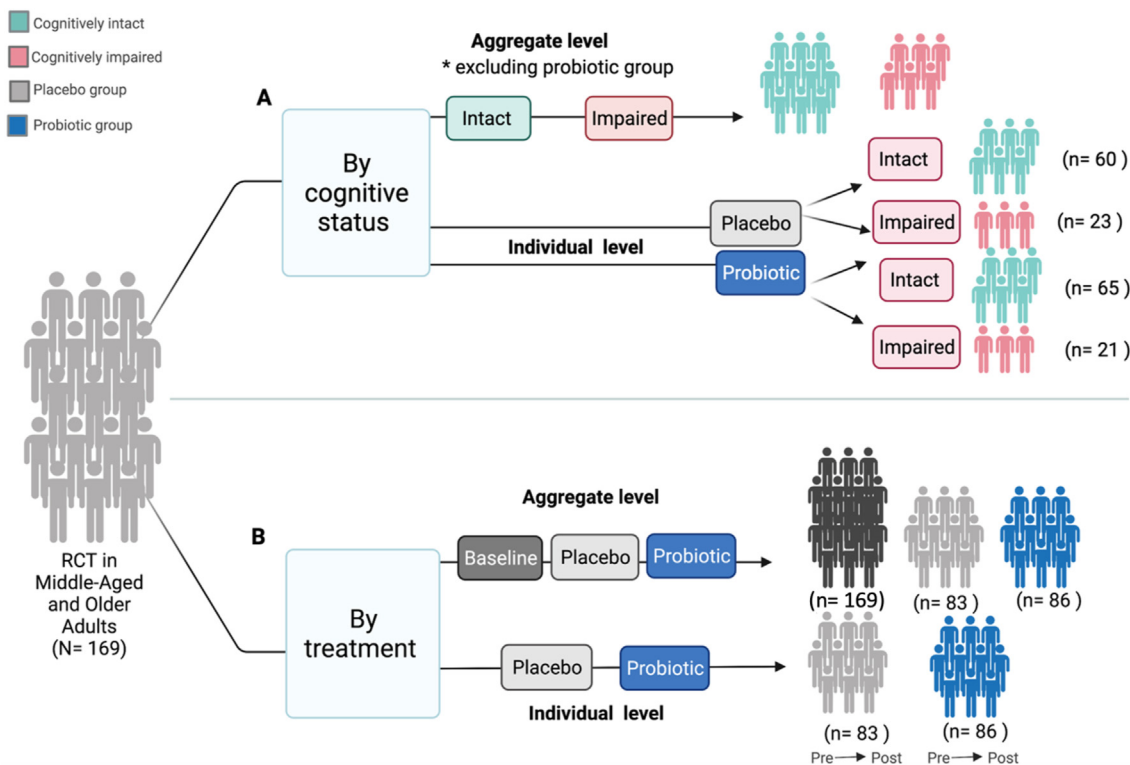 Cognitively intact
Cognitively impaired
Placebo group
Probiotic group
A
Aggregate level
* excluding probiotic group
Intact
Impaired
By
cognitive
status
Individual level
Placebo
Probiotic
Intact
(n= 60 )
Impaired
(n= 23 )
Intact
(n= 65 )
Impaired
(n= 21 )
RCT in
Middle-Aged
and Older
Adults
(N= 169)
B
Aggregate level
Baseline
Placebo
Probiotic
(n= 169)
(n= 83 )
(n= 86 )
By
treatment
Placebo
Probiotic
Individual level
(n= 83 )
(n= 86 )
Pre
Post
Pre
Post